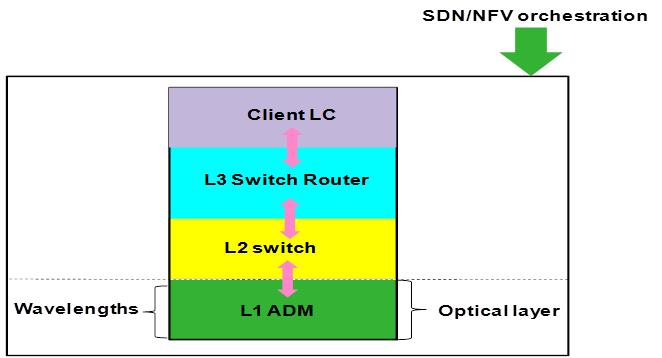 SDN/NFV orchestration
Client LC
L3 Switch Router
L2 switch
Wavelengths
L1 ADM
Optical layer